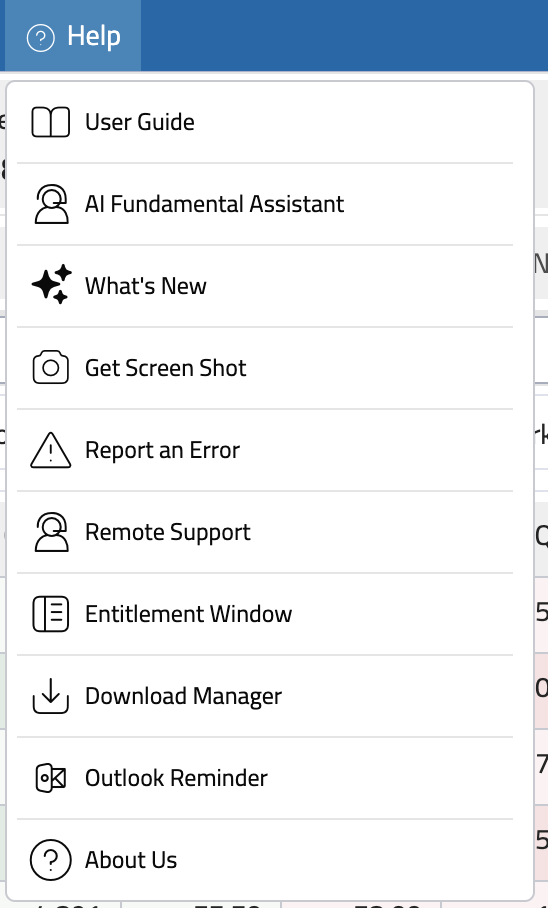 Help
User Guide
AI Fundamental Assistant
What's New
Get Screen Shot
Report an Error
Remote Support
Entitlement Window
Download Manager
Outlook Reminder
About Us